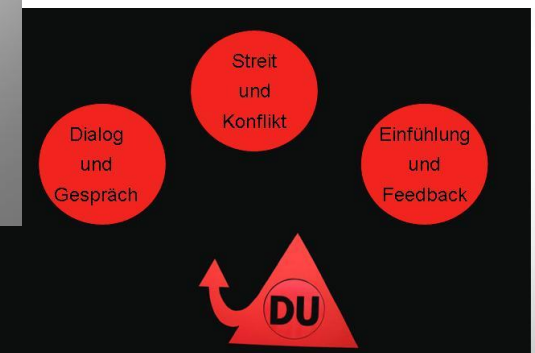 Streit
und
Konflikt
Dialog
und
Gespräch
Einfühlung
und
Feedback
DU